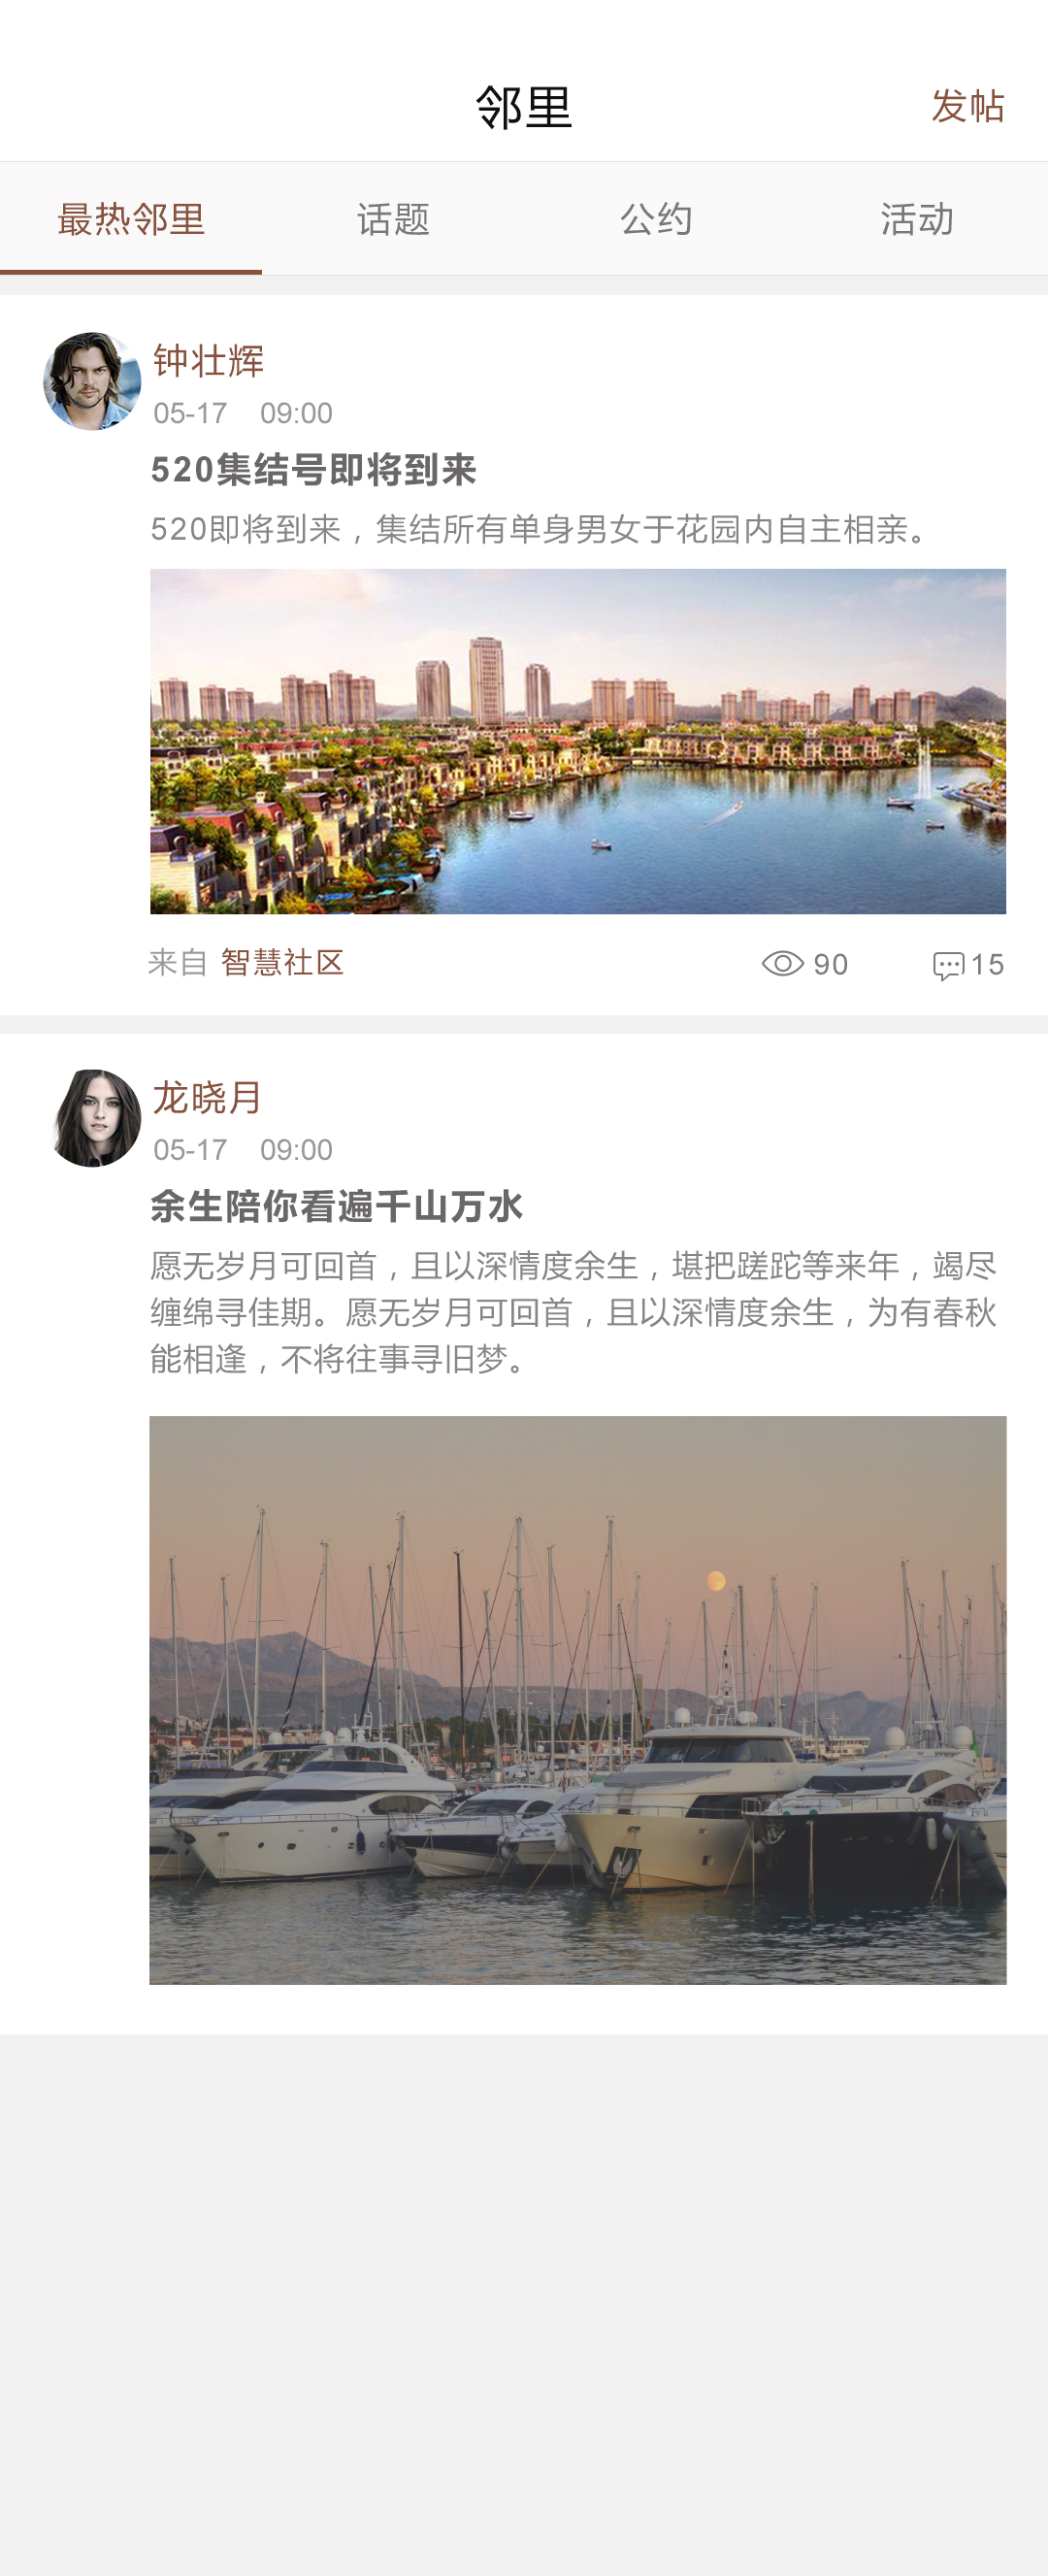 邻里
发帖
最热邻里
话题
公约
活动
钟壮辉
05-17 09:00
520集结号即将到来
520即将到来，集结所有单身男女于花园内自主相亲。
来自 智慧社区
90
15
龙晓月
05-17 09:00
余生陪你看遍千山万水
愿无岁月可回首，且以深情度余生，堪把蹉跎等来年，竭尽
缠绵寻佳期。愿无岁月可回首，且以深情度余生，为有春秋
能相逢，不将往事寻旧梦。